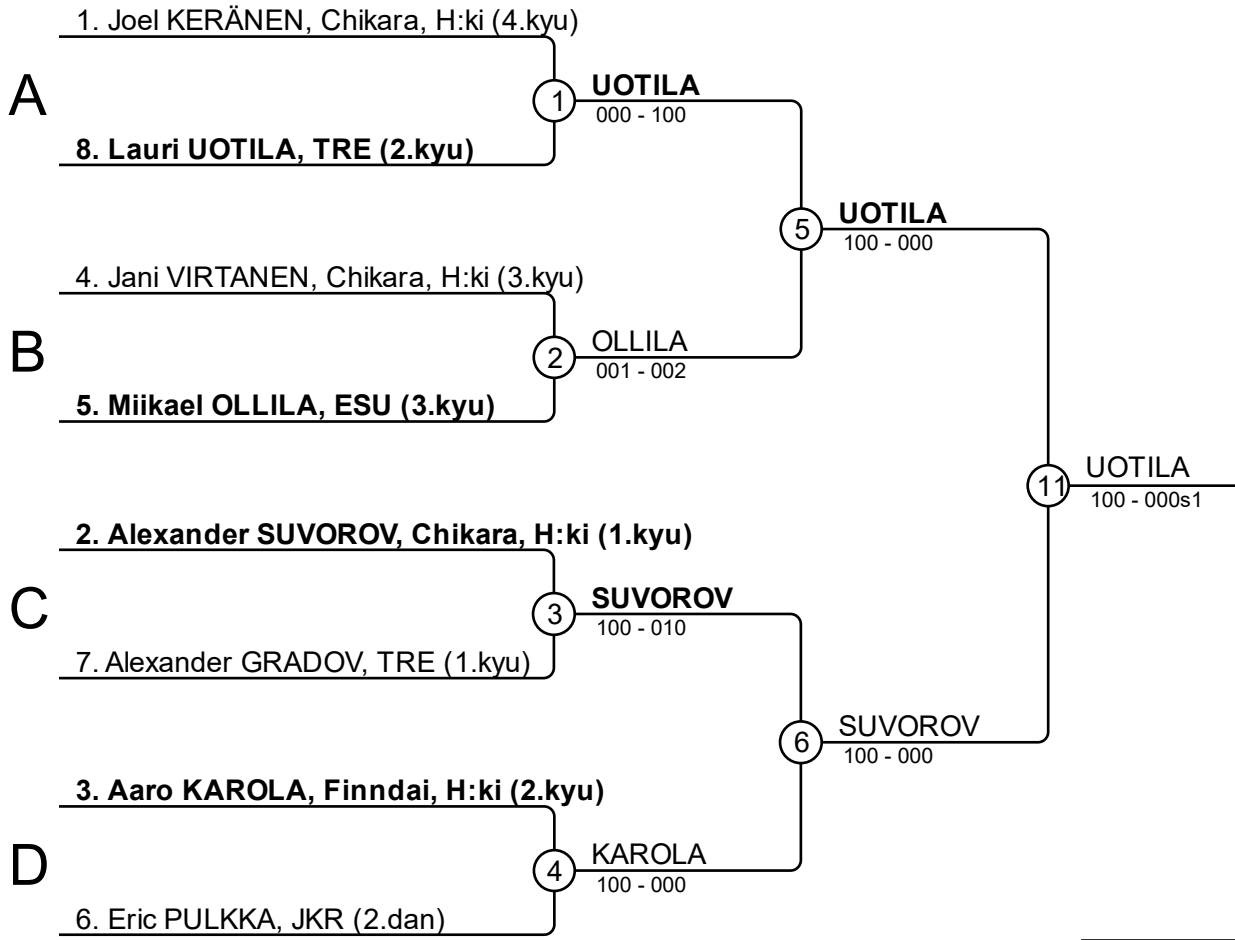 1. Joel KERÄNEN, Chikara, H:ki (4.kyu)
A
1
UOTILA
000 - 100
8. Lauri UOTILA, TRE (2.kyu)
5
UOTILA
100 - 000
4. Jani VIRTANEN, Chikara, H:ki (3.kyu)
B
2
OLLILA
001 - 002
5. Miikael OLLILA, ESU (3.kyu)
11
UOTILA
100 - 000s1
2. Alexander SUVOROV, Chikara, H:ki (1.kyu)
C
3
SUVOROV
100 - 010
7. Alexander GRADOV, TRE (1.kyu)
6
SUVOROV
100 - 000
3. Aaro KAROLA, Finndai, H:ki (2.kyu)
D
4
KAROLA
100 - 000
6. Eric PULKKA, JKR (2.dan)